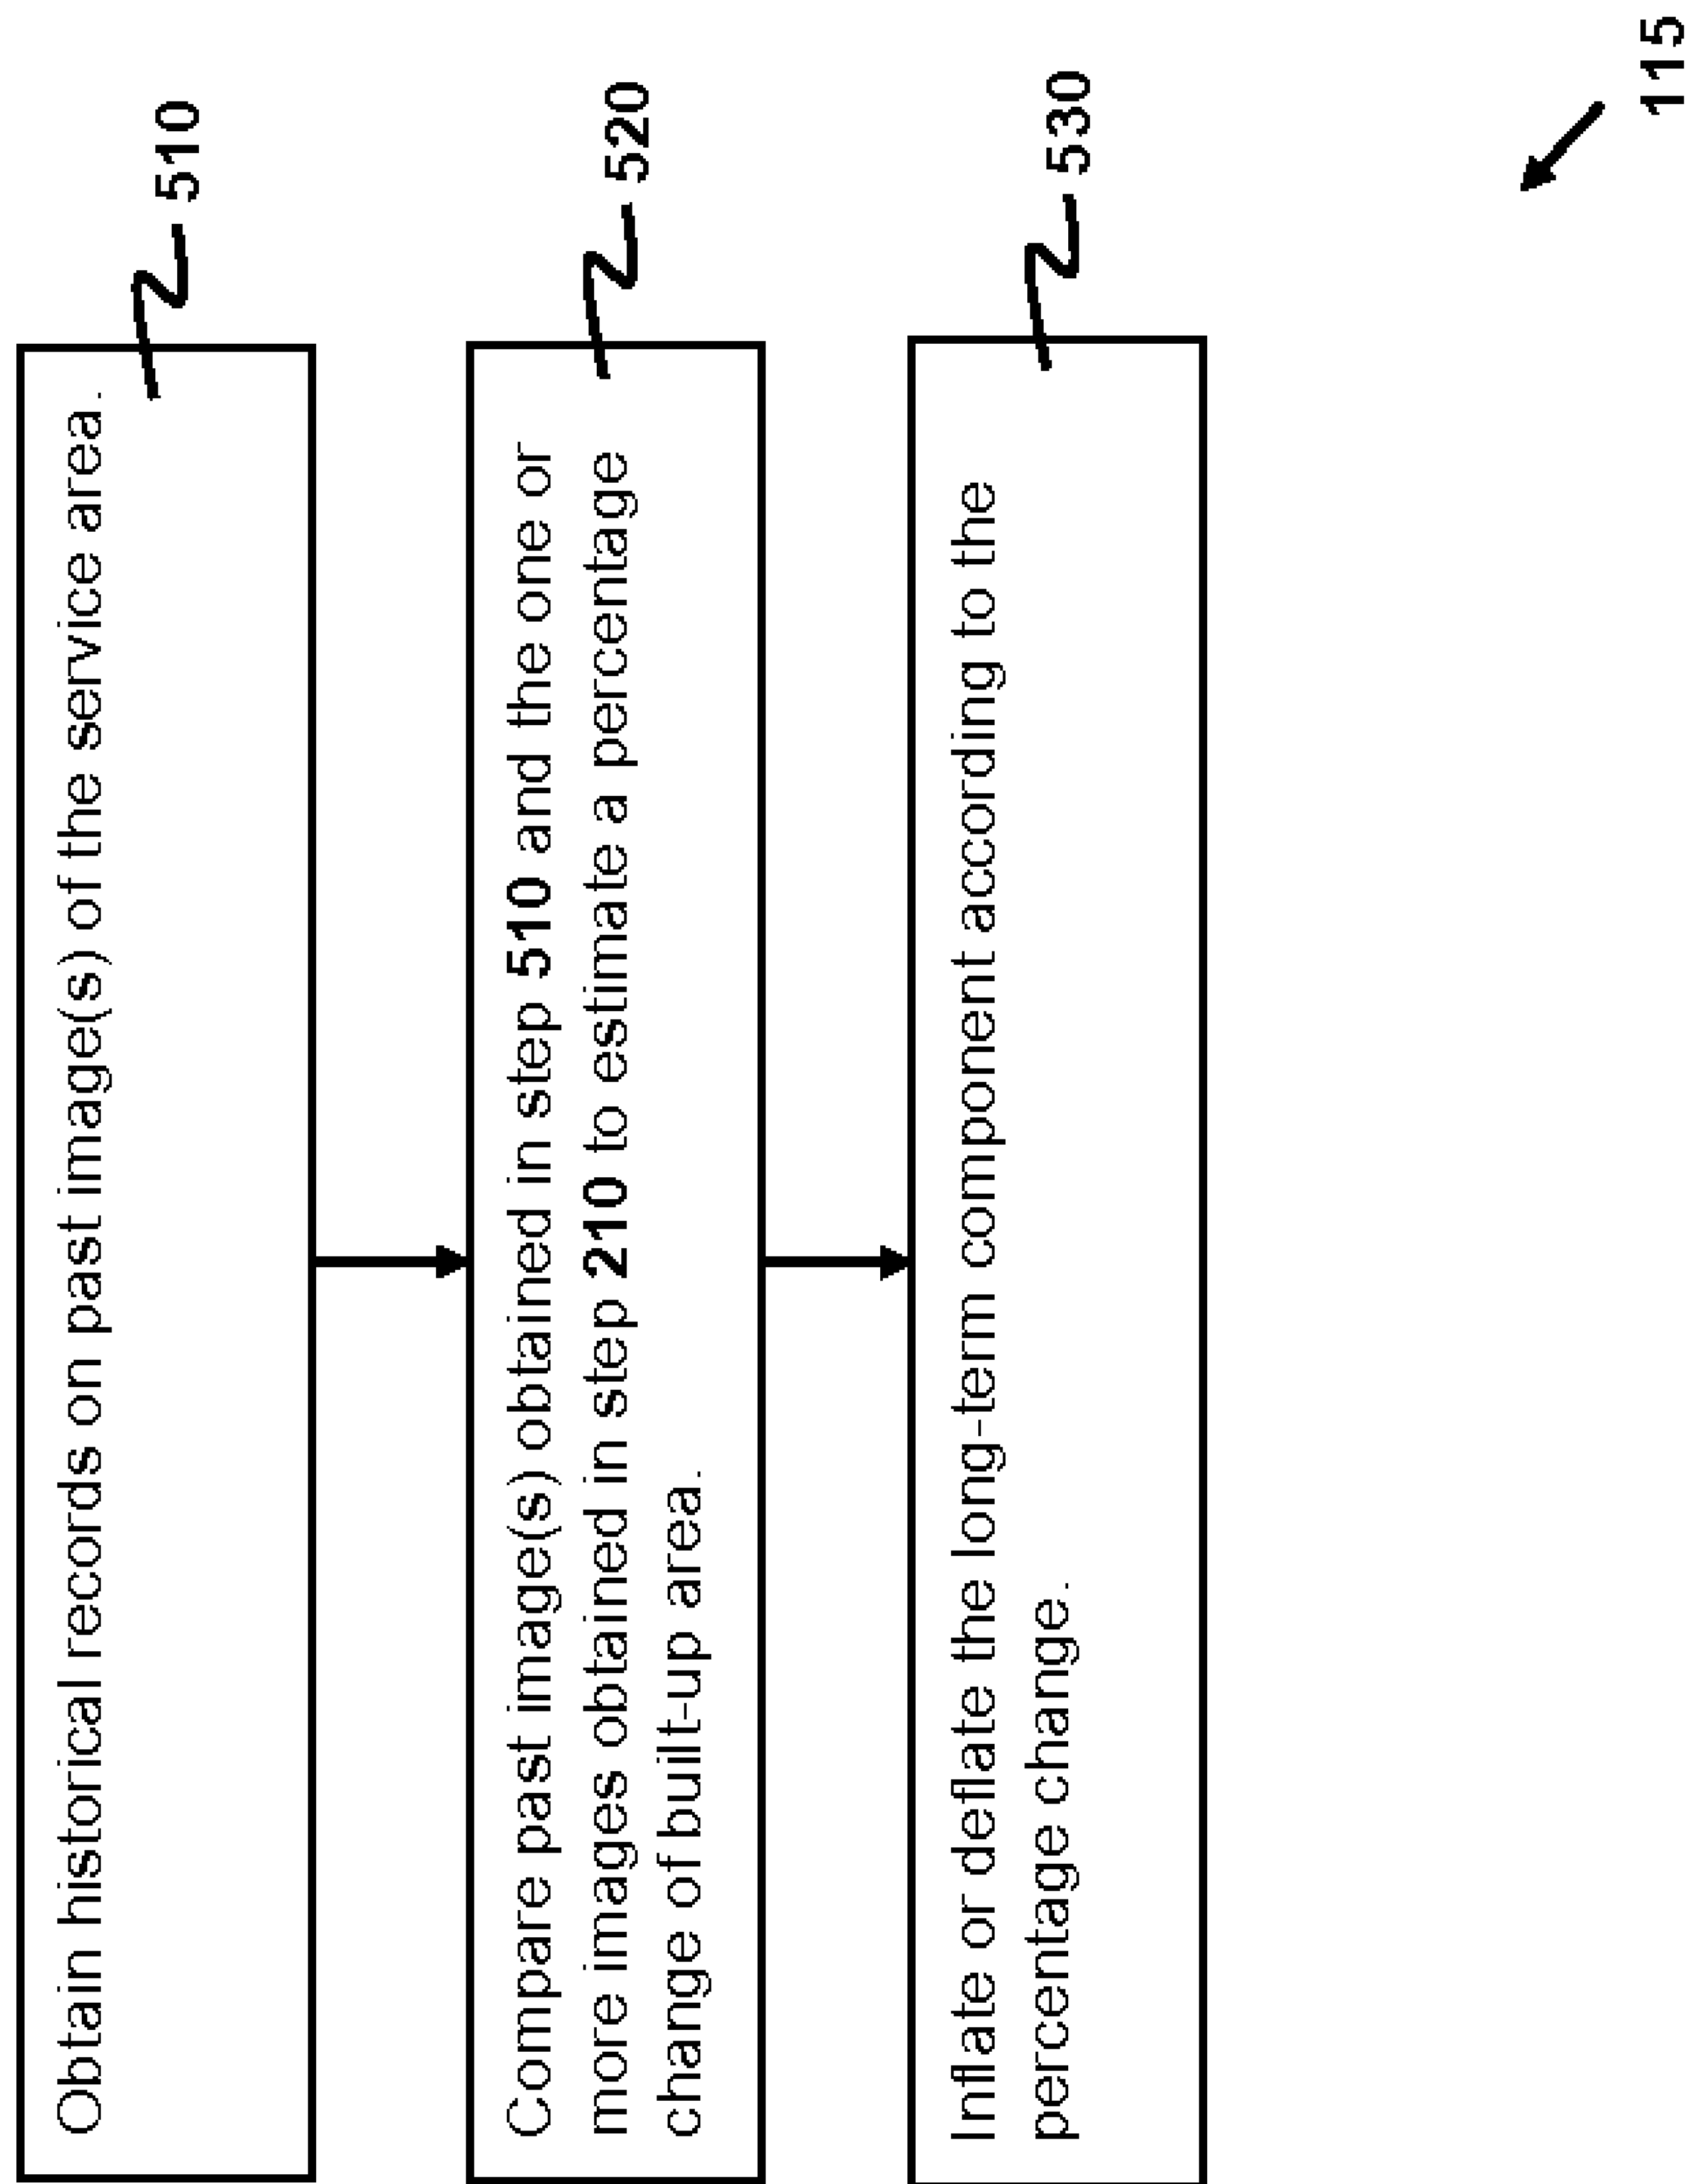 Obtain historical records on past image(s) of the service area.
510
Compare past image(s) obtained in step 510 and the one or
more images obtained in step 210 to estimate a percentage
change of built-up area.
520
Inflate or deflate the long-term component according to the
percentage change.
530
115